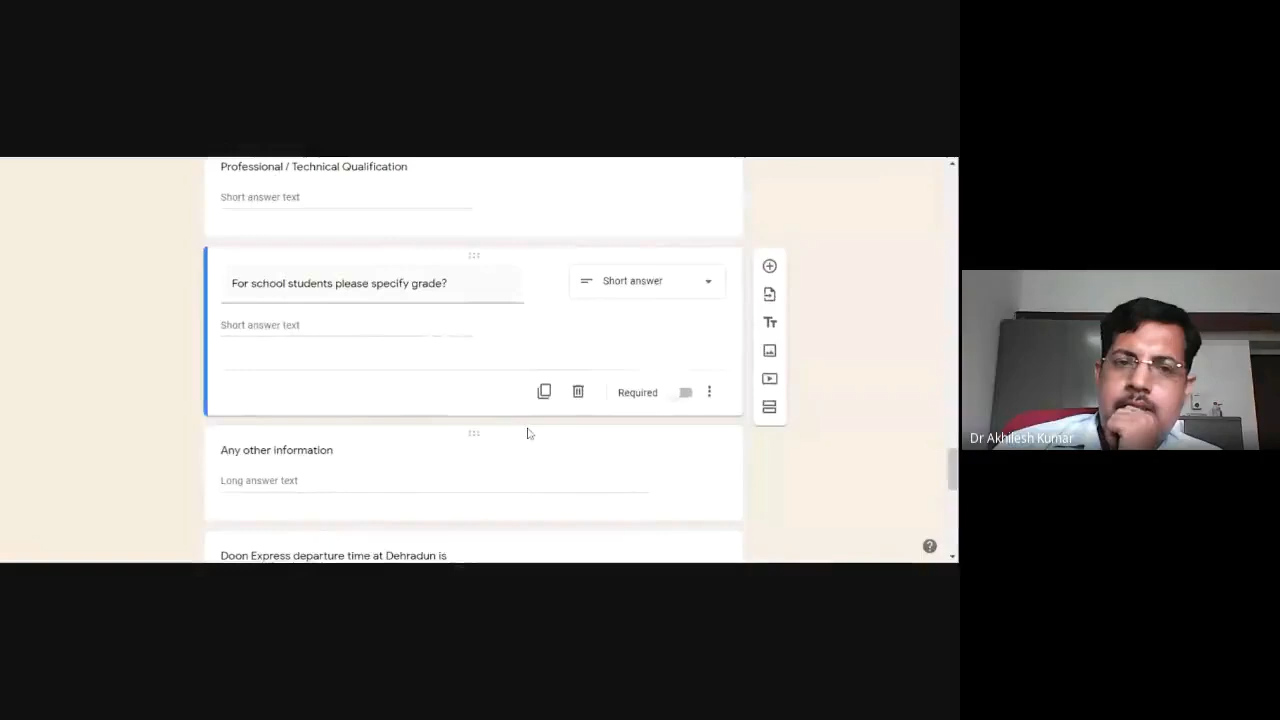 Professional / Technical Qualification
Short answer text
For school students please specify grade?
Short answer
Short answer text
Required
Any other information
Long answer text
Doon Express departure time at Dehradun is
Dr Akhilesh Kumar